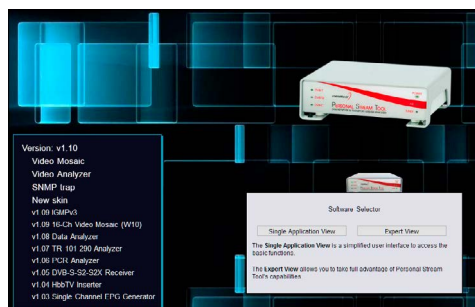 PERSONAL STREAM TOOL
Version: v1.10
Video Mosaic
Video Analyzer
SNMP trap
New skin
v1.09 IGMPv3
v1.09 16-Ch Video Mosaic (W10)
v1.08 Data Analyzer
v1.07 TR 101 290 Analyzer
v1.06 PCR Analyzer
v1.05 DVB-S-S2-S2X Receiver
v1.04 HbbTV Inserter
v1.03 Single Channel EPG Generator
Software Selector
Single Application View
Expert View
The Single Application View is a simplified user interface to access the
basic functions.
The Expert View allows you to take full advantage of Personal Stream
Tool's capabilities